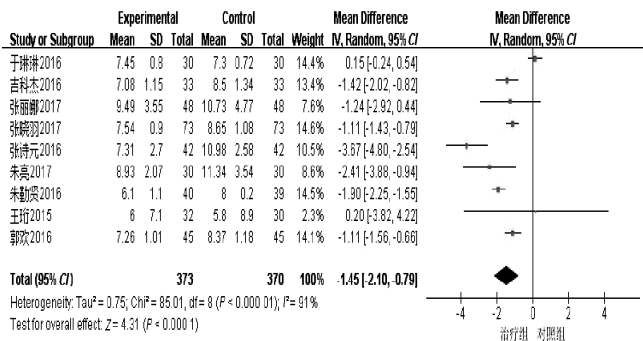 Experimental Control Mean Difference Mean Difference
Study or Subgroup Mean SD Total Mean SD Total Weight IV, Random, 95% CI IV, Random, 95% CI
于琳琳2016 7.45 0.8 30 7.3 0.72 30 14.4% 0.15 [-0.24, 0.54]
吉科杰2016 7.08 1.15 33 8.5 1.34 33 13.7% -1.42 [-2.02, -0.82]
张丽娜2017 9.49 3.55 48 10.73 4.77 48 7.2% -1.24 [-2.92, 0.44]
张晓羽2017 7.54 0.9 73 8.65 1.08 73 14.6% -1.11 [-1.43, -0.79]
张诗元2016 7.31 2.7 42 10.98 2.58 42 10.4% -3.67 [-4.80, -2.54]
朱亮2017 8.93 2.07 30 11.34 3.54 30 8.3% -2.41 [-3.88, -0.94]
朱勤贤2016 6.1 1.1 40 8 0.2 39 14.5% -1.90 [-2.25, -1.55]
王珩2015 6 7.1 32 5.8 8.9 30 2.0% 0.20 [-3.82, 4.22]
郭欢2016 7.26 1.01 45 8.37 1.18 45 14.2% -1.11 [-1.56, -0.66]
Total (95% CI) 373 370 100% -1.45 [-2.10, -0.79]
Heterogeneity: Tau² = 0.75; Chi² = 85.01, df = 8 (P < 0.000 01); I² = 91%
Test for overall effect: Z = 4.31 (P < 0.000 1)
-4 -2 0 2 4
治疗组 对照组